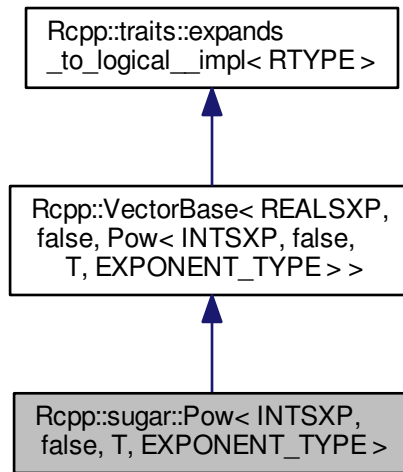 Rcpp::traits::expands
_to_logical__impl< RTYPE >
Rcpp::VectorBase< REALSXP,
false, Pow< INTSXP, false,
T, EXPONENT_TYPE > >
Rcpp::sugar::Pow< INTSXP,
false, T, EXPONENT_TYPE >